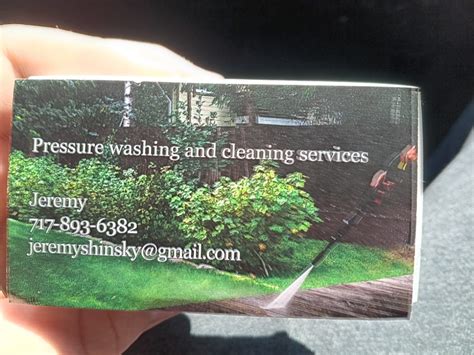 Pressure washing and cleaning services
Jeremy
717-893-6382
jeremyshinsky@gmail.com